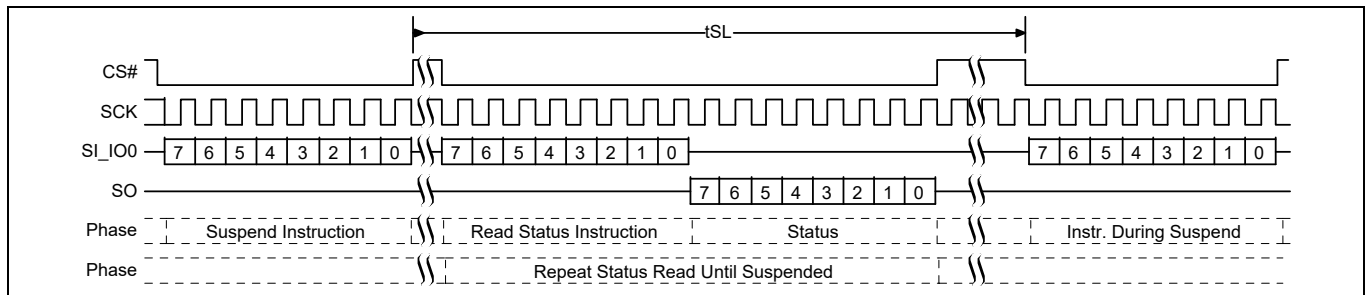 tSL
CS#
SCK
SI_IO0 7 6 5 4 3 2 1 0 7 6 5 4 3 2 1 0 7 6 5 4 3 2 1 0
SO 7 6 5 4 3 2 1 0
Phase Suspend Instruction Read Status Instruction Status Instr. During Suspend
Phase Repeat Status Read Until Suspended